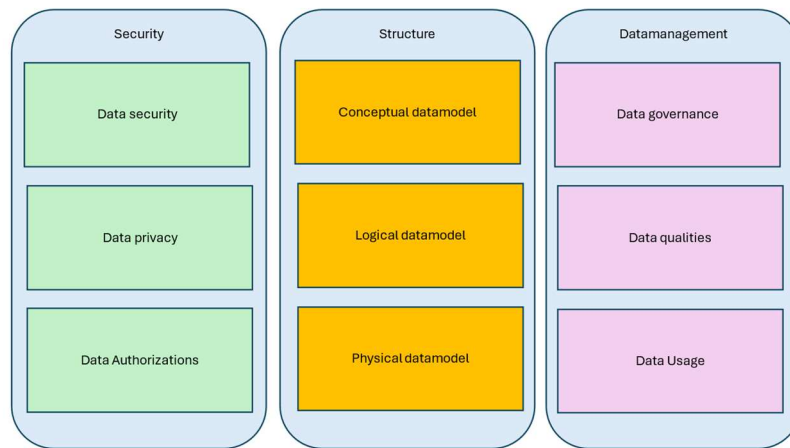 Security
Data security
Data privacy
Data Authorizations
Structure
Conceptual datamodel
Logical datamodel
Physical datamodel
Datamanagement
Data governance
Data qualities
Data Usage